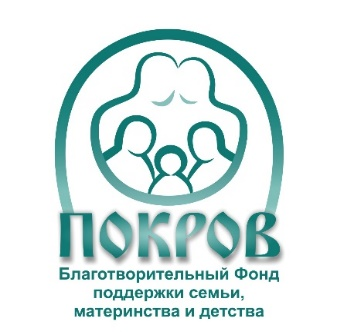 ПОКРОВ
Благотворительный Фонд
поддержки семьи,
материнства и детства